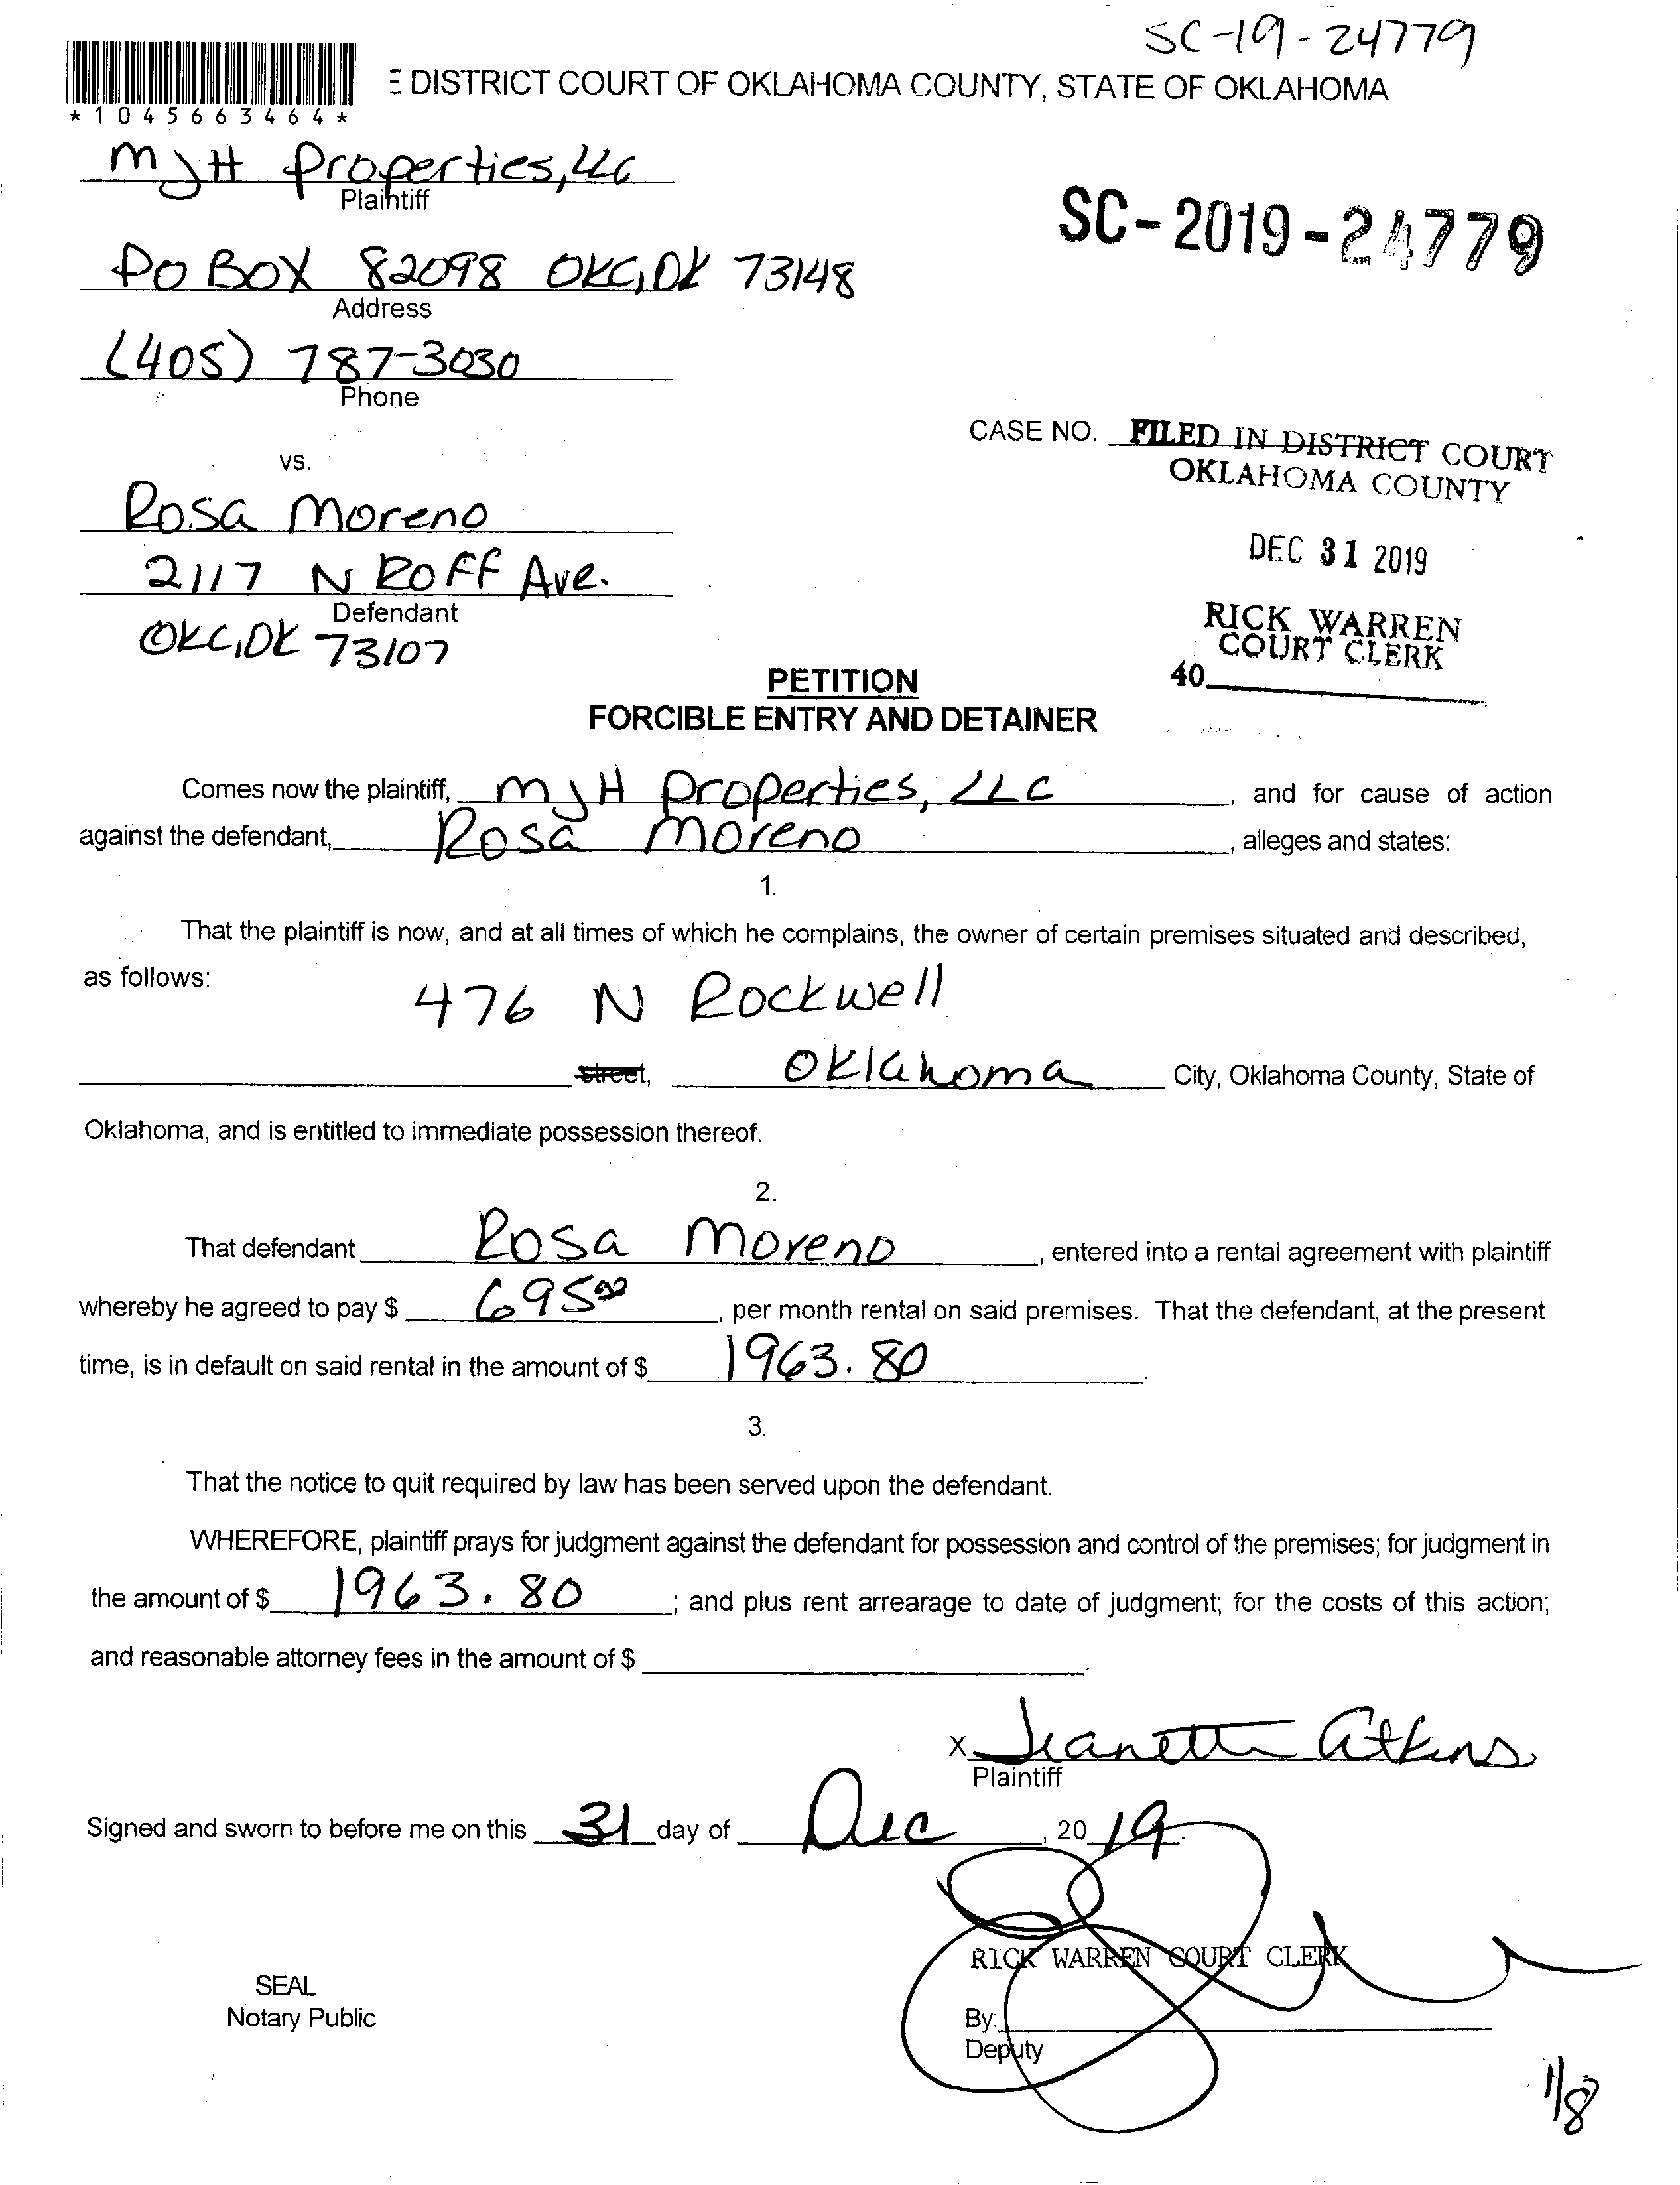 SC-19-24779
E DISTRICT COURT OF OKLAHOMA COUNTY, STATE OF OKLAHOMA
*1045663464*
MJH Properties, LLC
Plaintiff
SC-2019-24779
PO BOX 82098 OKC, OK 73148
Address
(405) 787-3030
Phone
CASE NO. FILED IN DISTRICT COURT
OKLAHOMA COUNTY
vs.
Rosa Moreno
DEC 31 2019
2117 N ROFF Ave.
Defendant
RICK WARREN
COURT CLERK
OKC, OK 73107
40
PETITION
FORCIBLE ENTRY AND DETAINER
Comes now the plaintiff, MJH Properties, LLC, and for cause of action
against the defendant, Rosa Moreno, alleges and states:
1.
That the plaintiff is now, and at all times of which he complains, the owner of certain premises situated and described,
as follows:
476 N Rockwell
street, Oklahoma City, Oklahoma County, State of
Oklahoma, and is entitled to immediate possession thereof.
2.
That defendant Rosa Moreno, entered into a rental agreement with plaintiff
whereby he agreed to pay $ 695.00, per month rental on said premises. That the defendant, at the present
time, is in default on said rental in the amount of $ 1963.80.
3.
That the notice to quit required by law has been served upon the defendant.
WHEREFORE, plaintiff prays for judgment against the defendant for possession and control of the premises; for judgment in
the amount of $ 1963.80; and plus rent arrearage to date of judgment; for the costs of this action;
and reasonable attorney fees in the amount of $
X Jeanette Atkins
Plaintiff
Signed and sworn to before me on this 31 day of Dec, 2019.
RICK WARREN COURT CLERK
SEAL
Notary Public
By:
Deputy
1/8